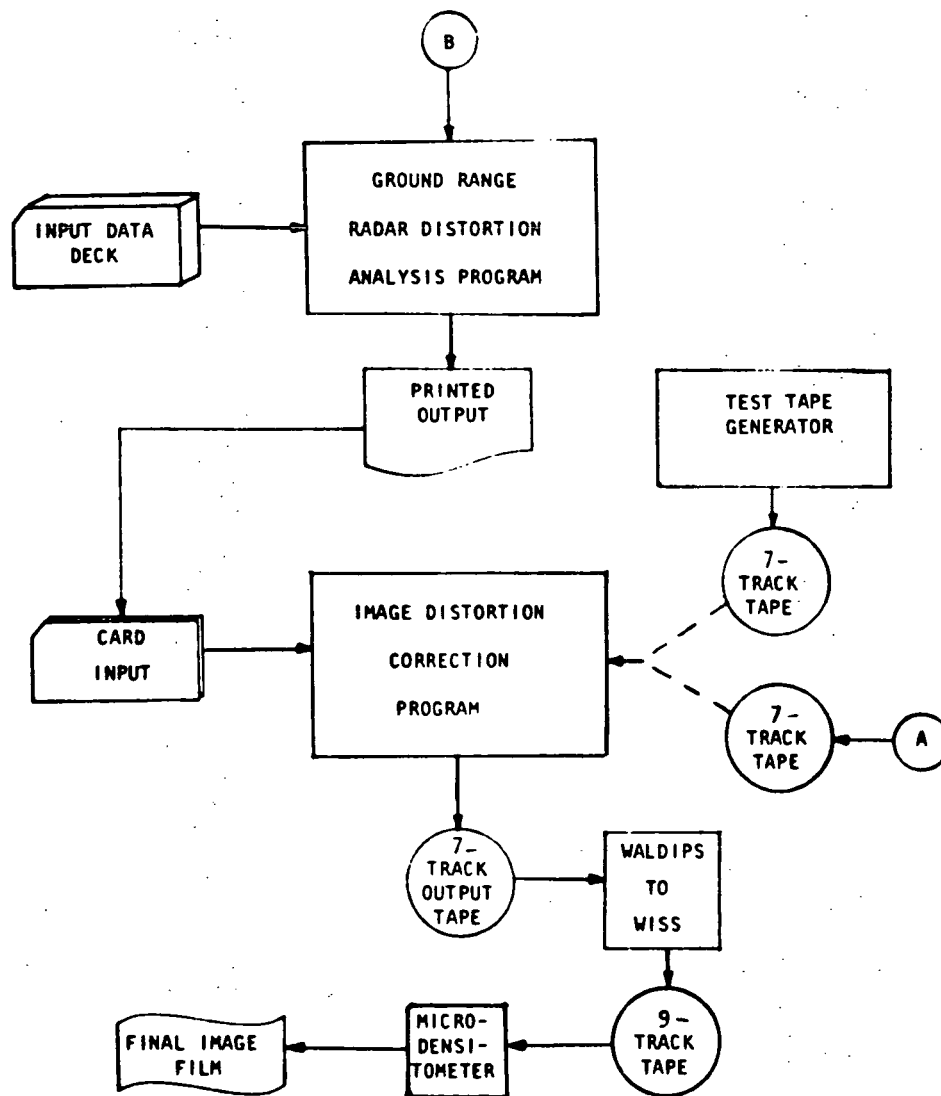 B
GROUND RANGE
RADAR DISTORTION
ANALYSIS PROGRAM
INPUT DATA
DECK
PRINTED
OUTPUT
TEST TAPE
GENERATOR
7-
TRACK
TAPE
CARD
INPUT
IMAGE DISTORTION
CORRECTION
PROGRAM
7-
TRACK
TAPE
A
7-
TRACK
OUTPUT
TAPE
WALDIPS
TO
WISS
FINAL IMAGE
FILM
MICRO-
DENSI-
TOMETER
9-
TRACK
TAPE